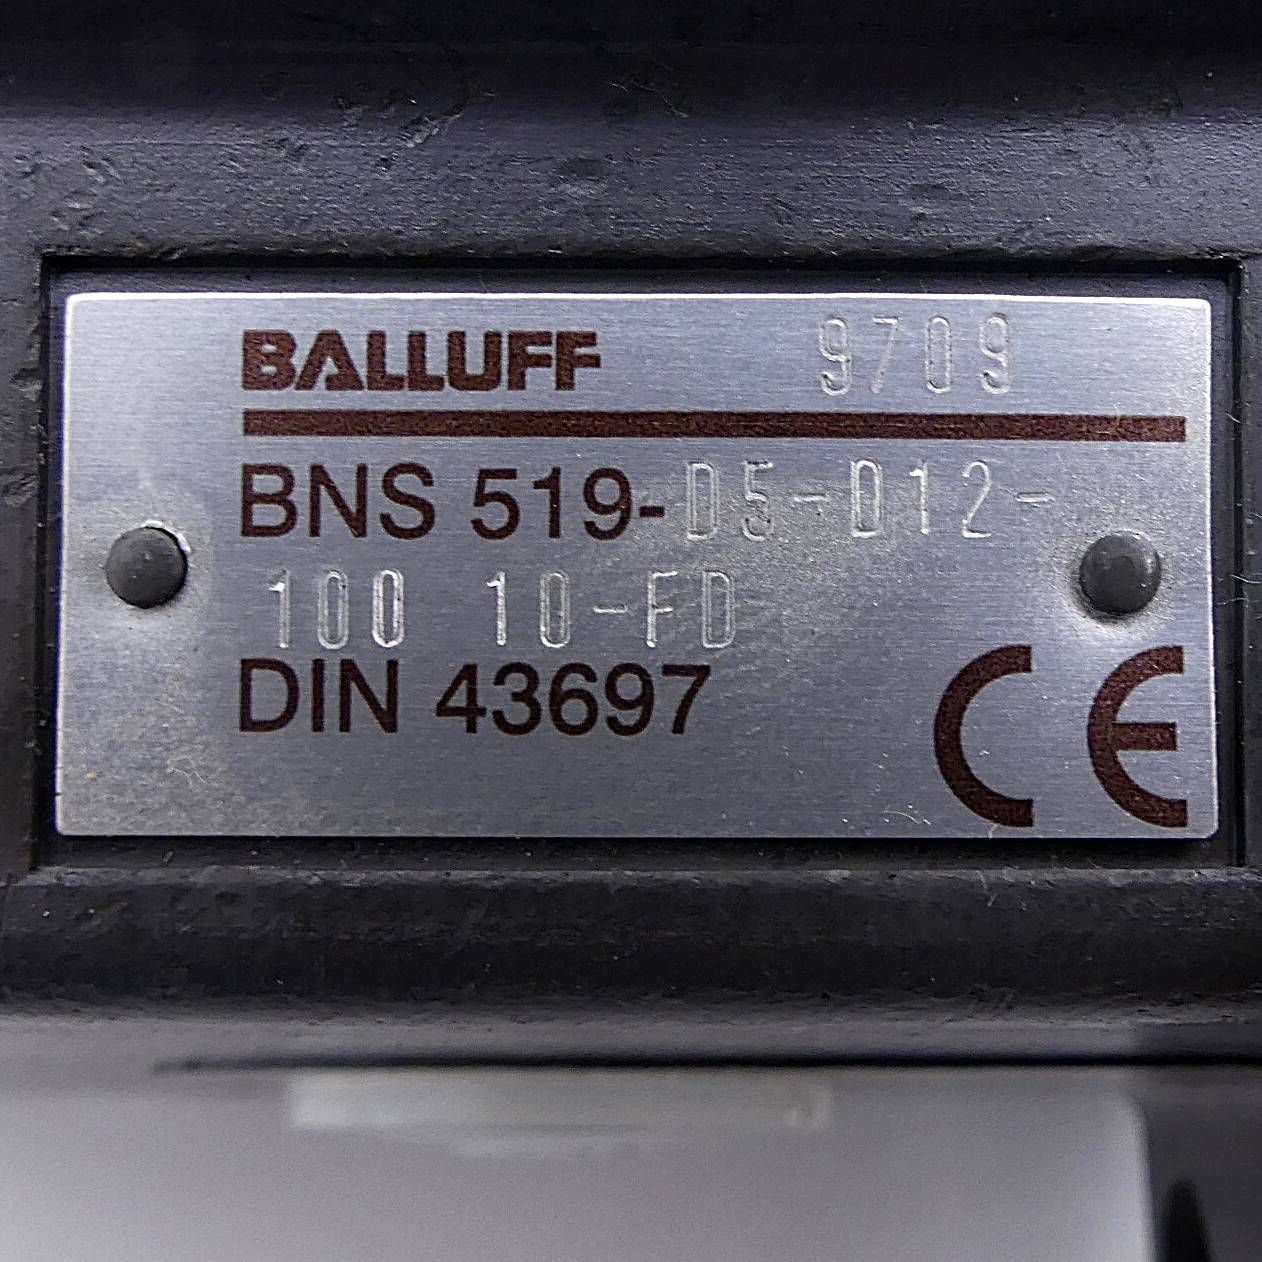 BALLUFF 9709
BNS 519-D5-D12-
100 10-FD
DIN 43697
CE